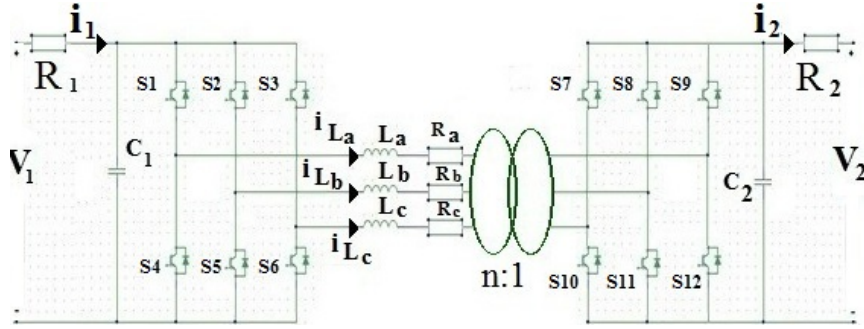 i1 i2
R1 R2
S1 S2 S3 S7 S8 S9
iLa La Ra
V1 C1 iLb Lb Rb C2 V2
iLc Lc Rc
S4 S5 S6 n:1 S10 S11 S12